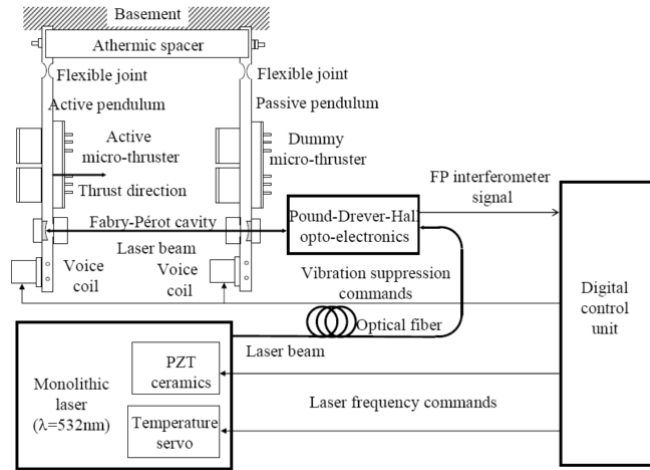 Basement
Athermic spacer
Flexible joint
Flexible joint
Active pendulum
Passive pendulum
Active
micro-thruster
Dummy
micro-thruster
Thrust direction
FP interferometer
signal
Fabry-Pérot cavity
Pound-Drever-Hall
opto-electronics
Laser beam
Voice
coil
Voice
coil
Vibration suppression
commands
Digital
control
unit
Optical fiber
Laser beam
PZT
ceramics
Monolithic
laser
(λ=532nm)
Laser frequency commands
Temperature
servo